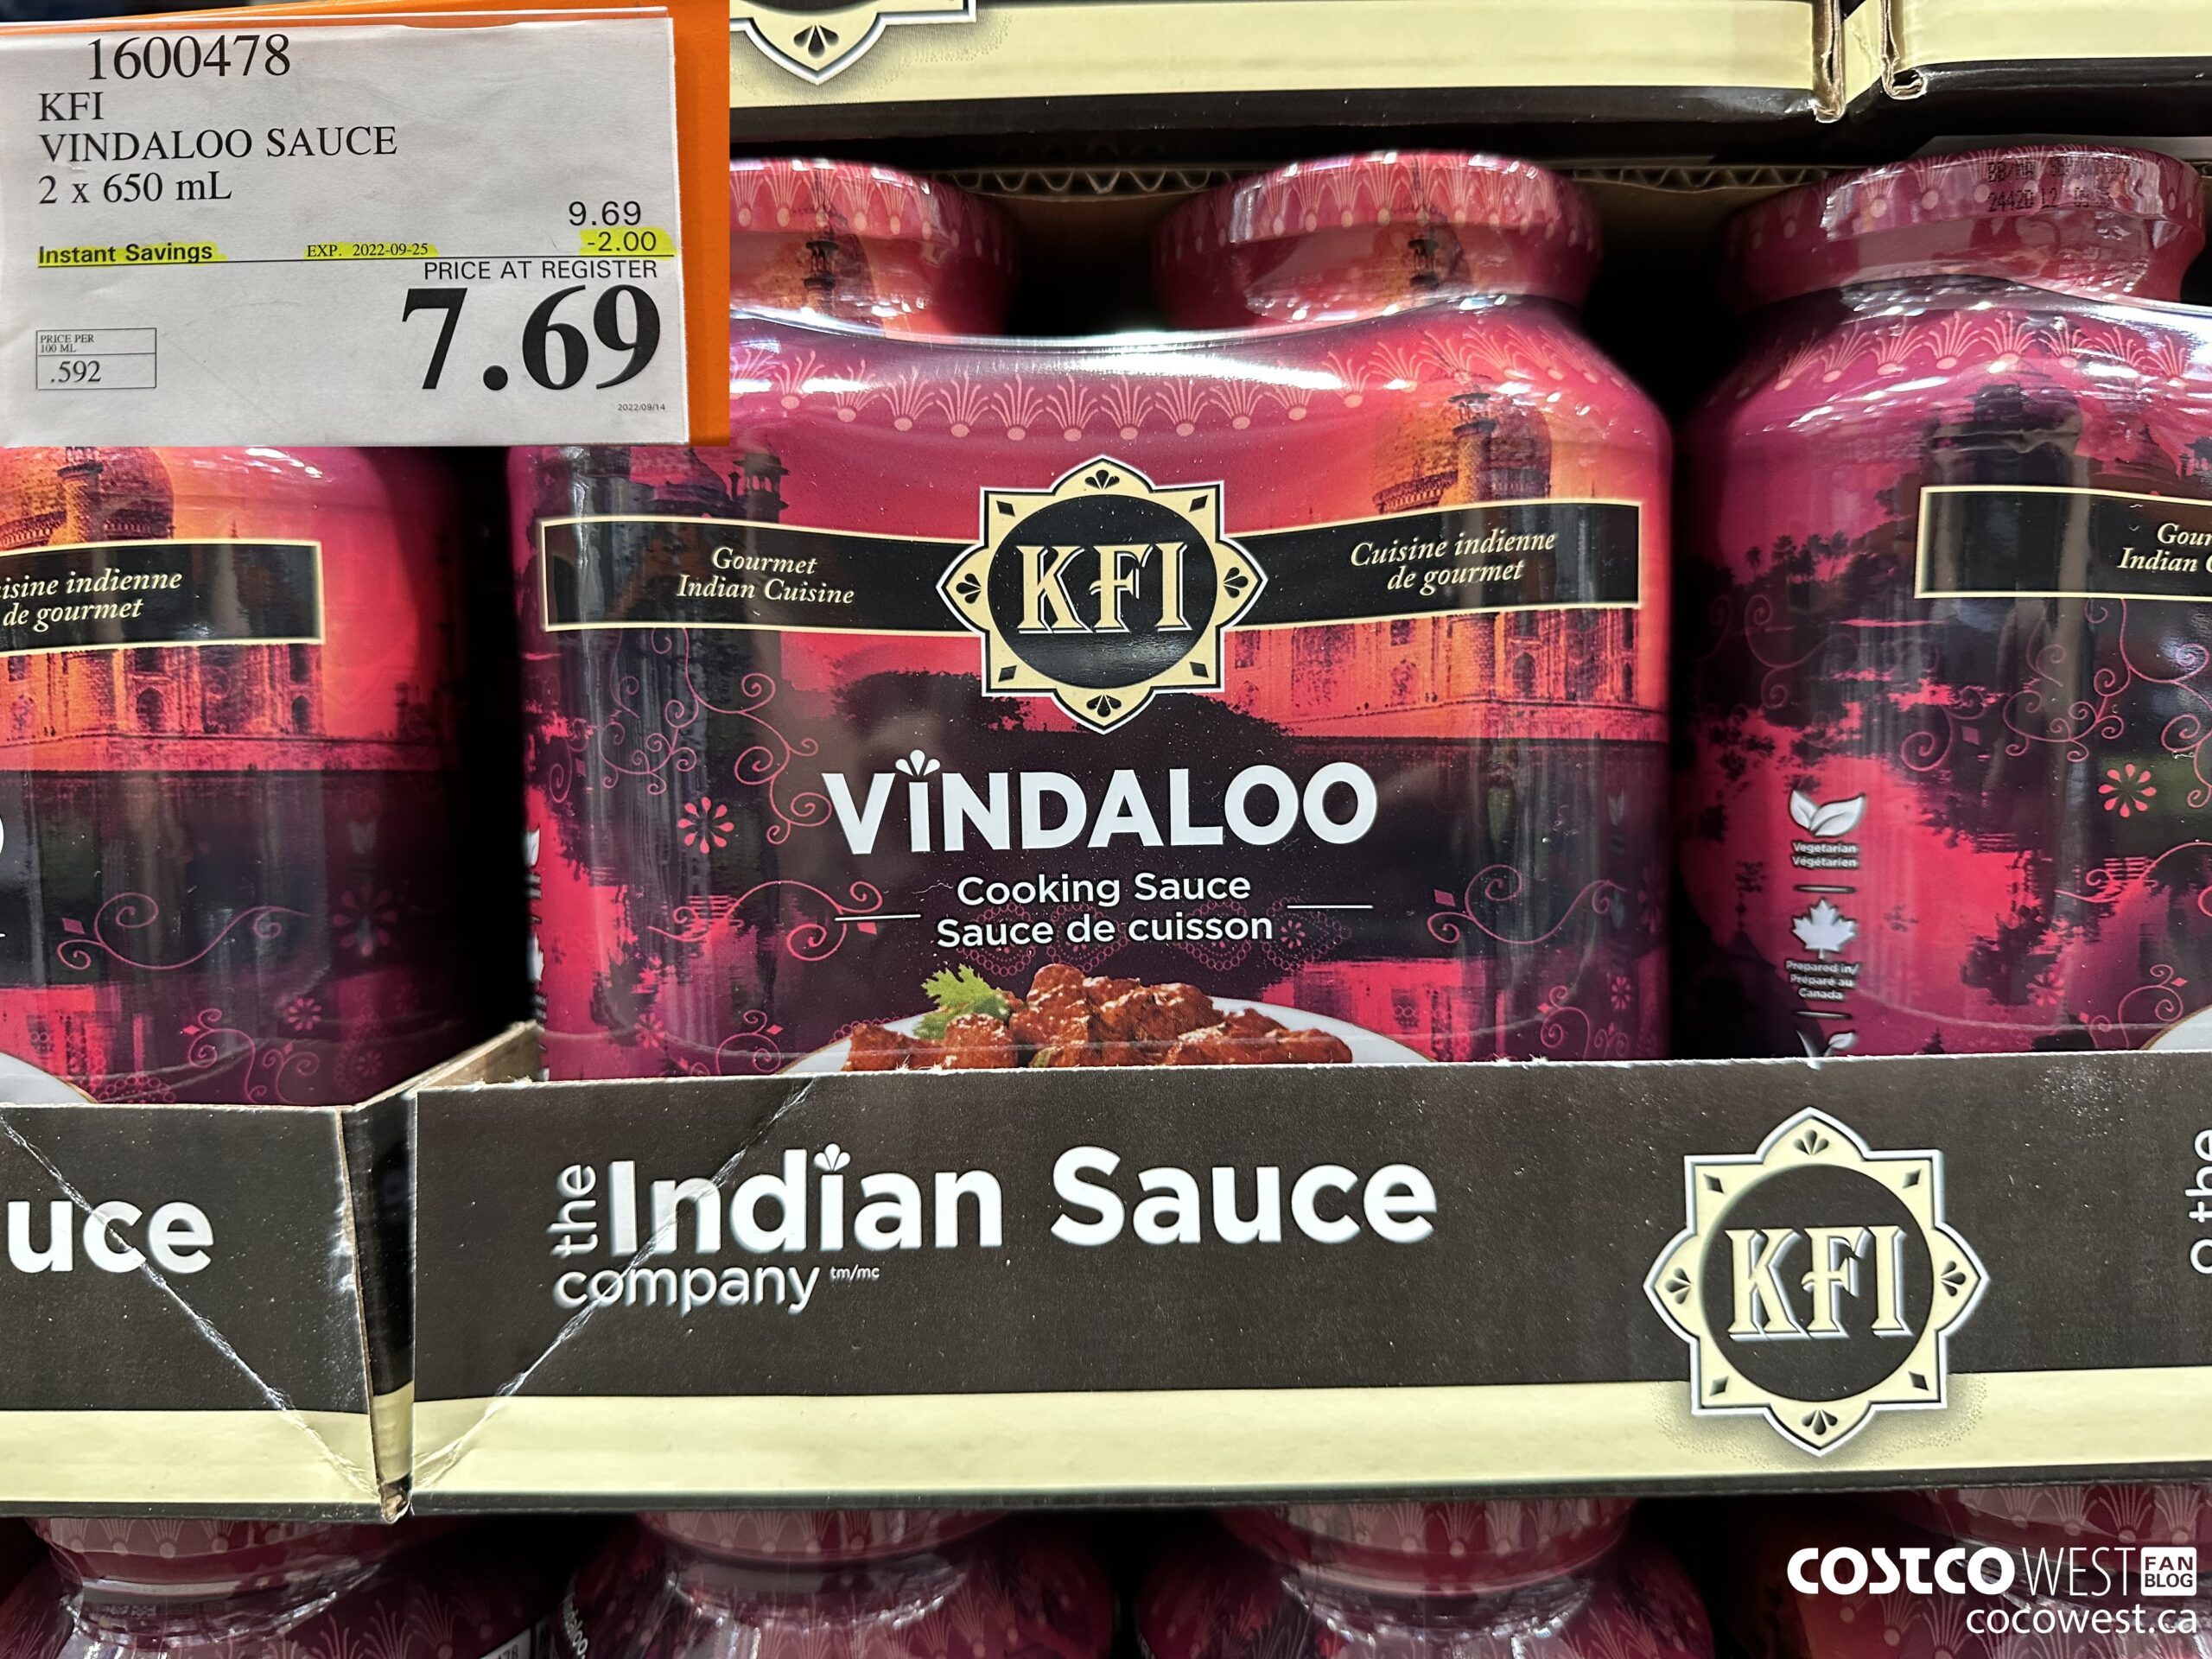 1600478
KFI
VINDALOO SAUCE
2 x 650 mL
9.69
Instant Savings EXP. 2022-09-25 -2.00
PRICE AT REGISTER
7.69
PRICE PER
100 ML
.592
2022/09/14
Gourmet
Indian Cuisine
KFI
Cuisine indienne
de gourmet
VINDALOO
Cooking Sauce
Sauce de cuisson
isine indienne
de gourmet
Gour
Indian C
Vegetarian
Végétarien
Prepared in/
Préparé au
Canada
uce
the Indian Sauce
company tm/mc
KFI
the
COSTCO WEST FAN BLOG
cocowest.ca